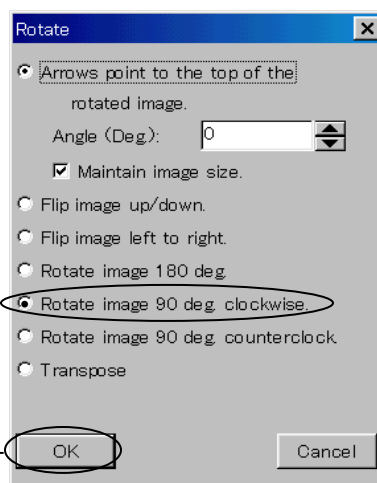 Rotate
Arrows point to the top of the
rotated image.
Angle (Deg.): 0
Maintain image size.
Flip image up/down.
Flip image left to right.
Rotate image 180 deg.
Rotate image 90 deg. clockwise.
Rotate image 90 deg. counterclock.
Transpose
OK Cancel